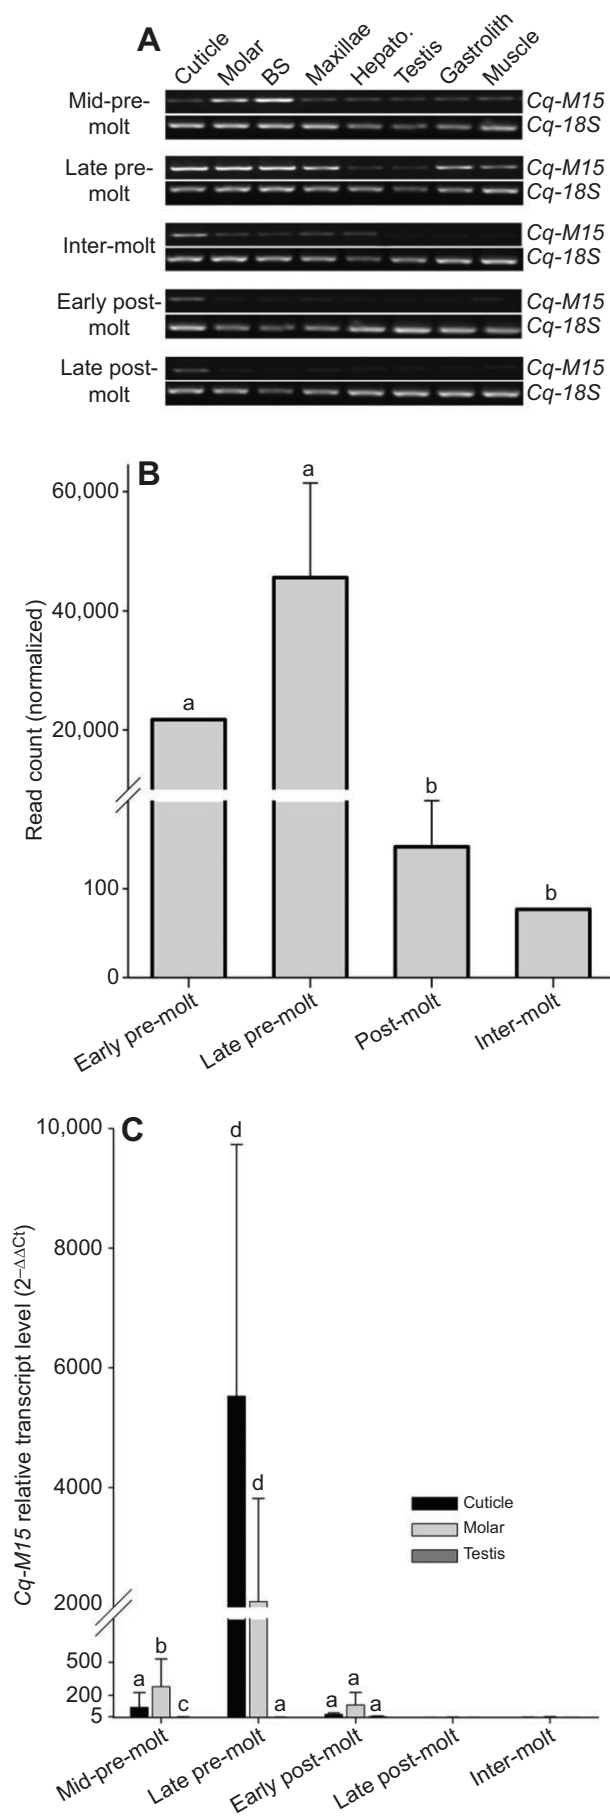 A
Cuticle Molar BS Maxillae Hepato. Testis Gastrolith Muscle
Mid-pre-
molt
Cq-M15
Cq-18S
Late pre-
molt
Cq-M15
Cq-18S
Inter-molt
Cq-M15
Cq-18S
Early post-
molt
Cq-M15
Cq-18S
Late post-
molt
Cq-M15
Cq-18S
B
Read count (normalized)
60,000
40,000
20,000
100
0
a
a
b
b
Early pre-molt
Late pre-molt
Post-molt
Inter-molt
C
Cq-M15 relative transcript level (2–ΔΔCt)
10,000
8000
6000
4000
2000
500
200
5
a
b
c
d
d
a
a
a
a
Cuticle
Molar
Testis
Mid-pre-molt
Late pre-molt
Early post-molt
Late post-molt
Inter-molt